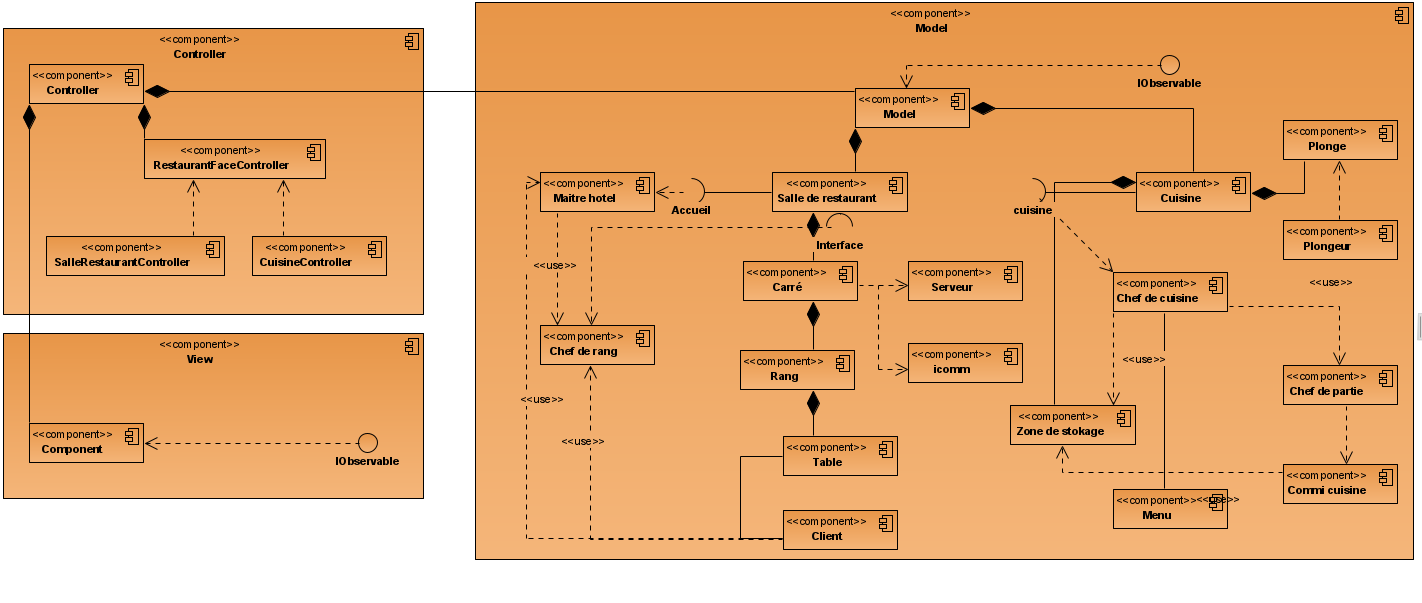 <<component>>
Controller
<<component>>
Controller
<<component>>
RestaurantFaceController
<<component>>
SalleRestaurantController
<<component>>
CuisineController
<<component>>
View
<<component>>
Component
IObservable
<<component>>
Model
IObservable
<<component>>
Model
<<component>>
Plonge
<<component>>
Maitre hotel
Accueil
<<component>>
Salle de restaurant
cuisine
<<component>>
Cuisine
<<component>>
Plongeur
Interface
<<use>>
<<component>>
Carré
<<component>>
Serveur
<<component>>
Chef de cuisine
<<use>>
<<component>>
Chef de rang
<<component>>
Rang
<<component>>
icomm
<<use>>
<<component>>
Chef de partie
<<use>>
<<component>>
Zone de stokage
<<use>>
<<component>>
Table
<<component>>
Commi cuisine
<<component>>
Menu
<<use>>
<<component>>
Client